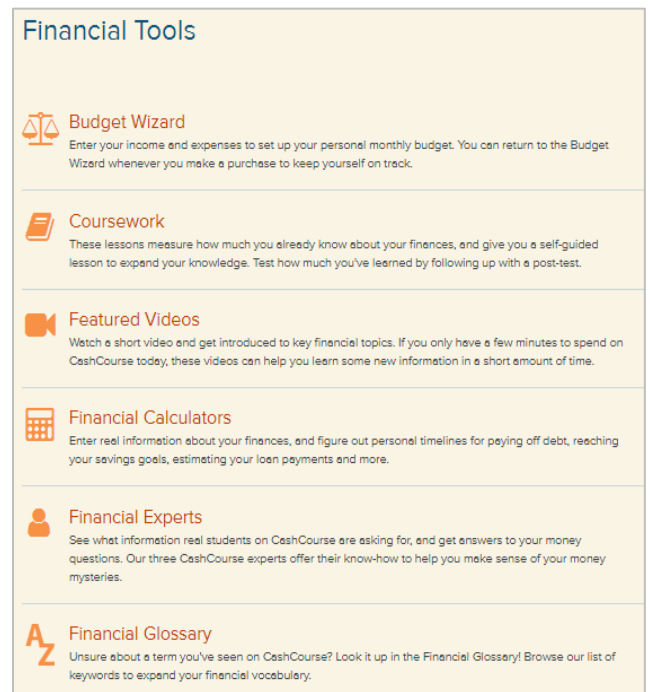 Financial Tools
Budget Wizard
Enter your income and expenses to set up your personal monthly budget. You can return to the Budget
Wizard whenever you make a purchase to keep yourself on track.
Coursework
These lessons measure how much you already know about your finances, and give you a self-guided
lesson to expand your knowledge. Test how much you've learned by following up with a post-test.
Featured Videos
Watch a short video and get introduced to key financial topics. If you only have a few minutes to spend on
CashCourse today, these videos can help you learn some new information in a short amount of time.
Financial Calculators
Enter real information about your finances, and figure out personal timelines for paying off debt, reaching
your savings goals, estimating your loan payments and more.
Financial Experts
See what information real students on CashCourse are asking for, and get answers to your money
questions. Our three CashCourse experts offer their know-how to help you make sense of your money
mysteries.
A
Z
Financial Glossary
Unsure about a term you've seen on CashCourse? Look it up in the Financial Glossary! Browse our list of
keywords to expand your financial vocabulary.